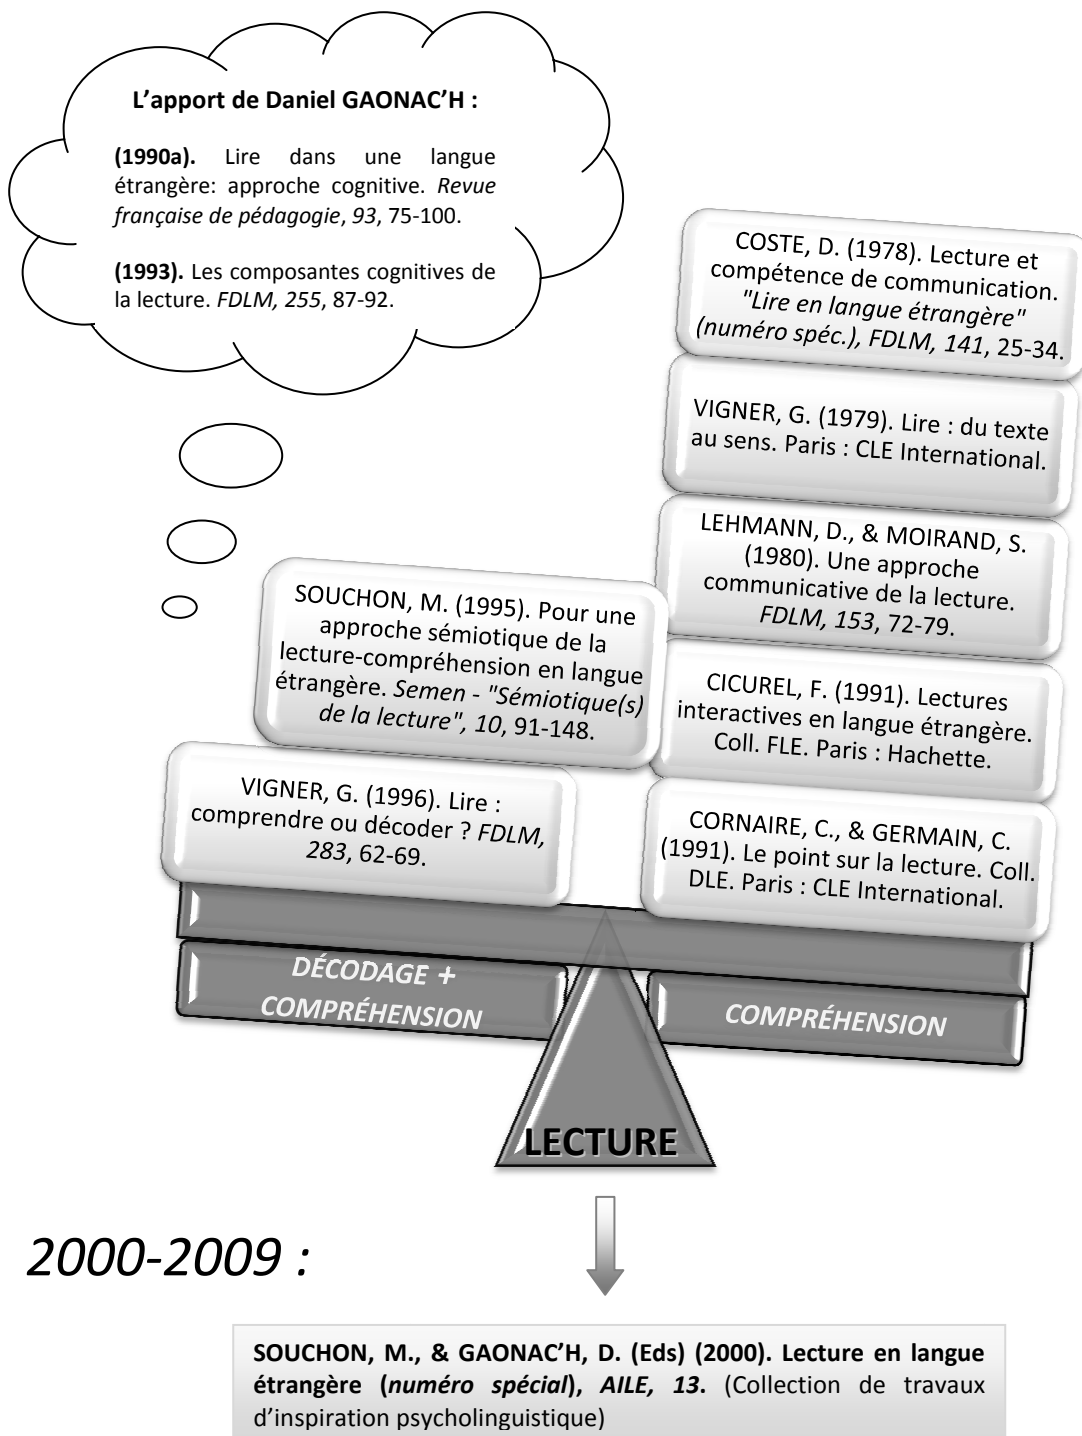 L'apport de Daniel GAONAC'H :
(1990a). Lire dans une langue
étrangère: approche cognitive. Revue
française de pédagogie, 93, 75-100.
(1993). Les composantes cognitives de
la lecture. FDLM, 255, 87-92.
COSTE, D. (1978). Lecture et
compétence de communication.
"Lire en langue étrangère"
(numéro spéc.), FDLM, 141, 25-34.
VIGNER, G. (1979). Lire : du texte
au sens. Paris : CLE International.
LEHMANN, D., & MOIRAND, S.
(1980). Une approche
communicative de la lecture.
FDLM, 153, 72-79.
SOUCHON, M. (1995). Pour une
approche sémiotique de la
lecture-compréhension en langue
étrangère. Semen - "Sémiotique(s)
de la lecture", 10, 91-148.
CICUREL, F. (1991). Lectures
interactives en langue étrangère.
Coll. FLE. Paris : Hachette.
VIGNER, G. (1996). Lire :
comprendre ou décoder ? FDLM,
283, 62-69.
CORNAIRE, C., & GERMAIN, C.
(1991). Le point sur la lecture. Coll.
DLE. Paris : CLE International.
DÉCODAGE +
COMPRÉHENSION
COMPRÉHENSION
LECTURE
2000-2009 :
SOUCHON, M., & GAONAC'H, D. (Eds) (2000). Lecture en langue
étrangère (numéro spécial), AILE, 13. (Collection de travaux
d'inspiration psycholinguistique)